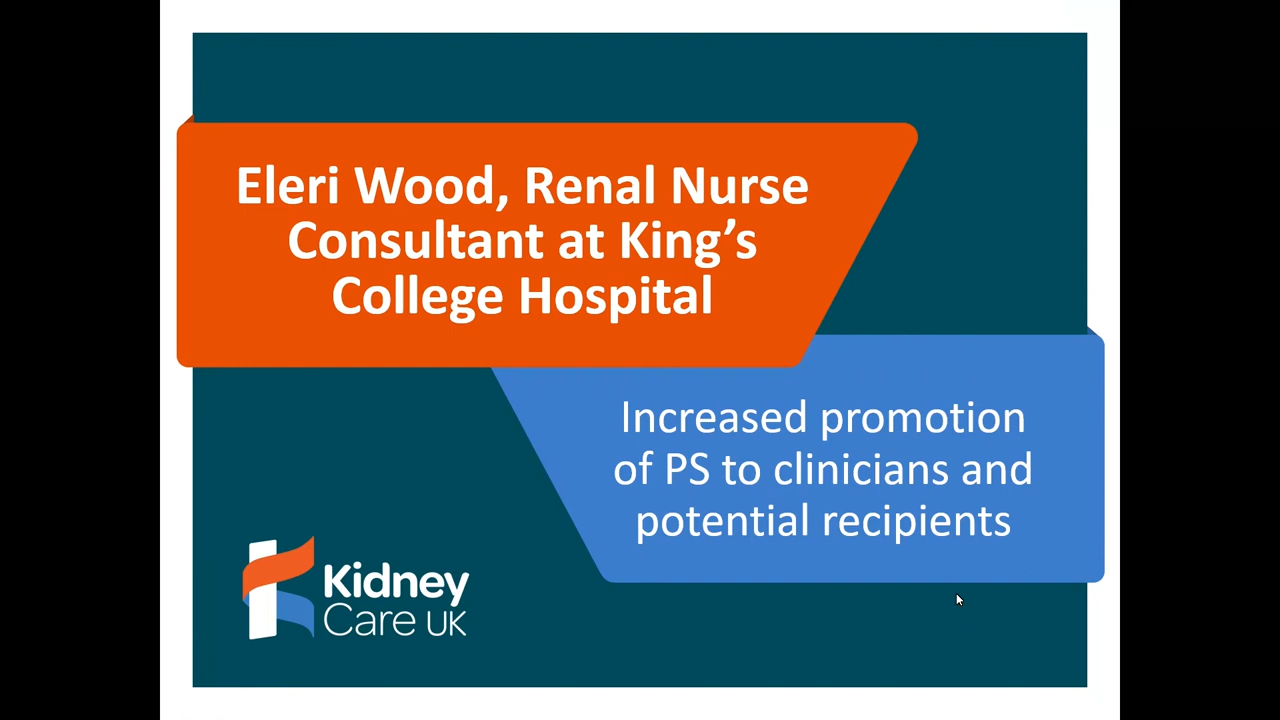 Eleri Wood, Renal Nurse
Consultant at King’s
College Hospital
Increased promotion
of PS to clinicians and
potential recipients
Kidney
Care UK